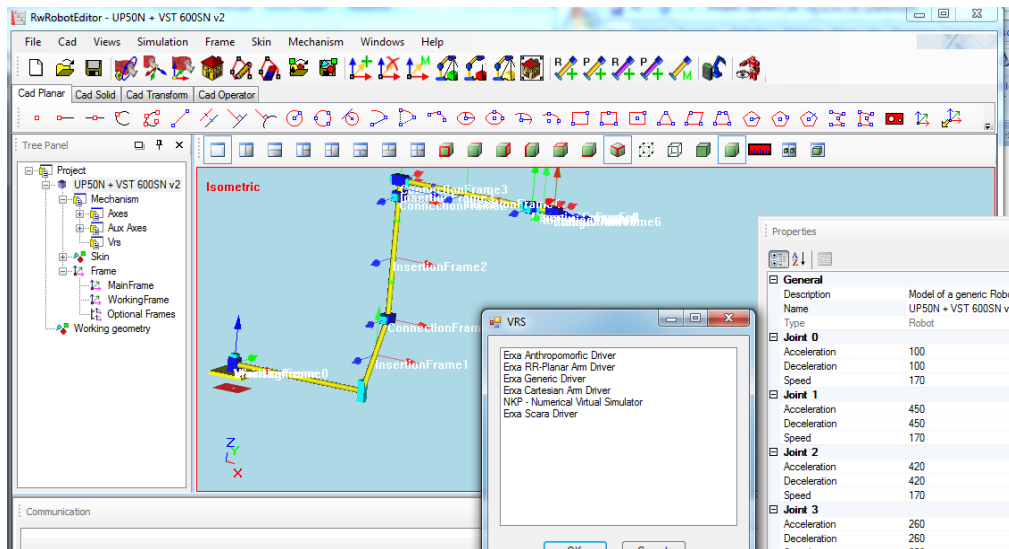 RwRobotEditor - UP50N + VST 600SN v2
File Cad Views Simulation Frame Skin Mechanism Windows Help
Cad Planar Cad Solid Cad Transform Cad Operator
Tree Panel
Project
UP50N + VST 600SN v2
Mechanism
Axes
Aux Axes
Vrs
Skin
Frame
MainFrame
WorkingFrame
Optional Frames
Working geometry
Isometric
ConnectionFrame3
InsertionFrame2
ConnectionFram
InsertionFrame1
Z
Y
X
Communication
VRS
Erxa Anthropomorfic Driver
Erxa RR-Planar Arm Driver
Erxa Generic Driver
Erxa Cartesian Arm Driver
NKP - Numerical Virtual Simulator
Erxa Scara Driver
Properties
General
Description Model of a generic Robo
Name UP50N + VST 600SN v
Type Robot
Joint 0
Acceleration 100
Deceleration 100
Speed 170
Joint 1
Acceleration 450
Deceleration 450
Speed 170
Joint 2
Acceleration 420
Deceleration 420
Speed 170
Joint 3
Acceleration 260
Deceleration 260